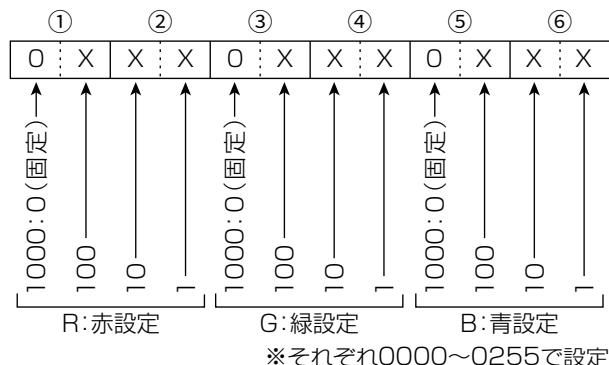 ① ② ③ ④ ⑤ ⑥
0 X X X 0 X X X 0 X X X
1000:0(固定) 100 10 1 1000:0(固定) 100 10 1 1000:0(固定) 100 10 1
R:赤設定 G:緑設定 B:青設定
※それぞれ0000～0255で設定